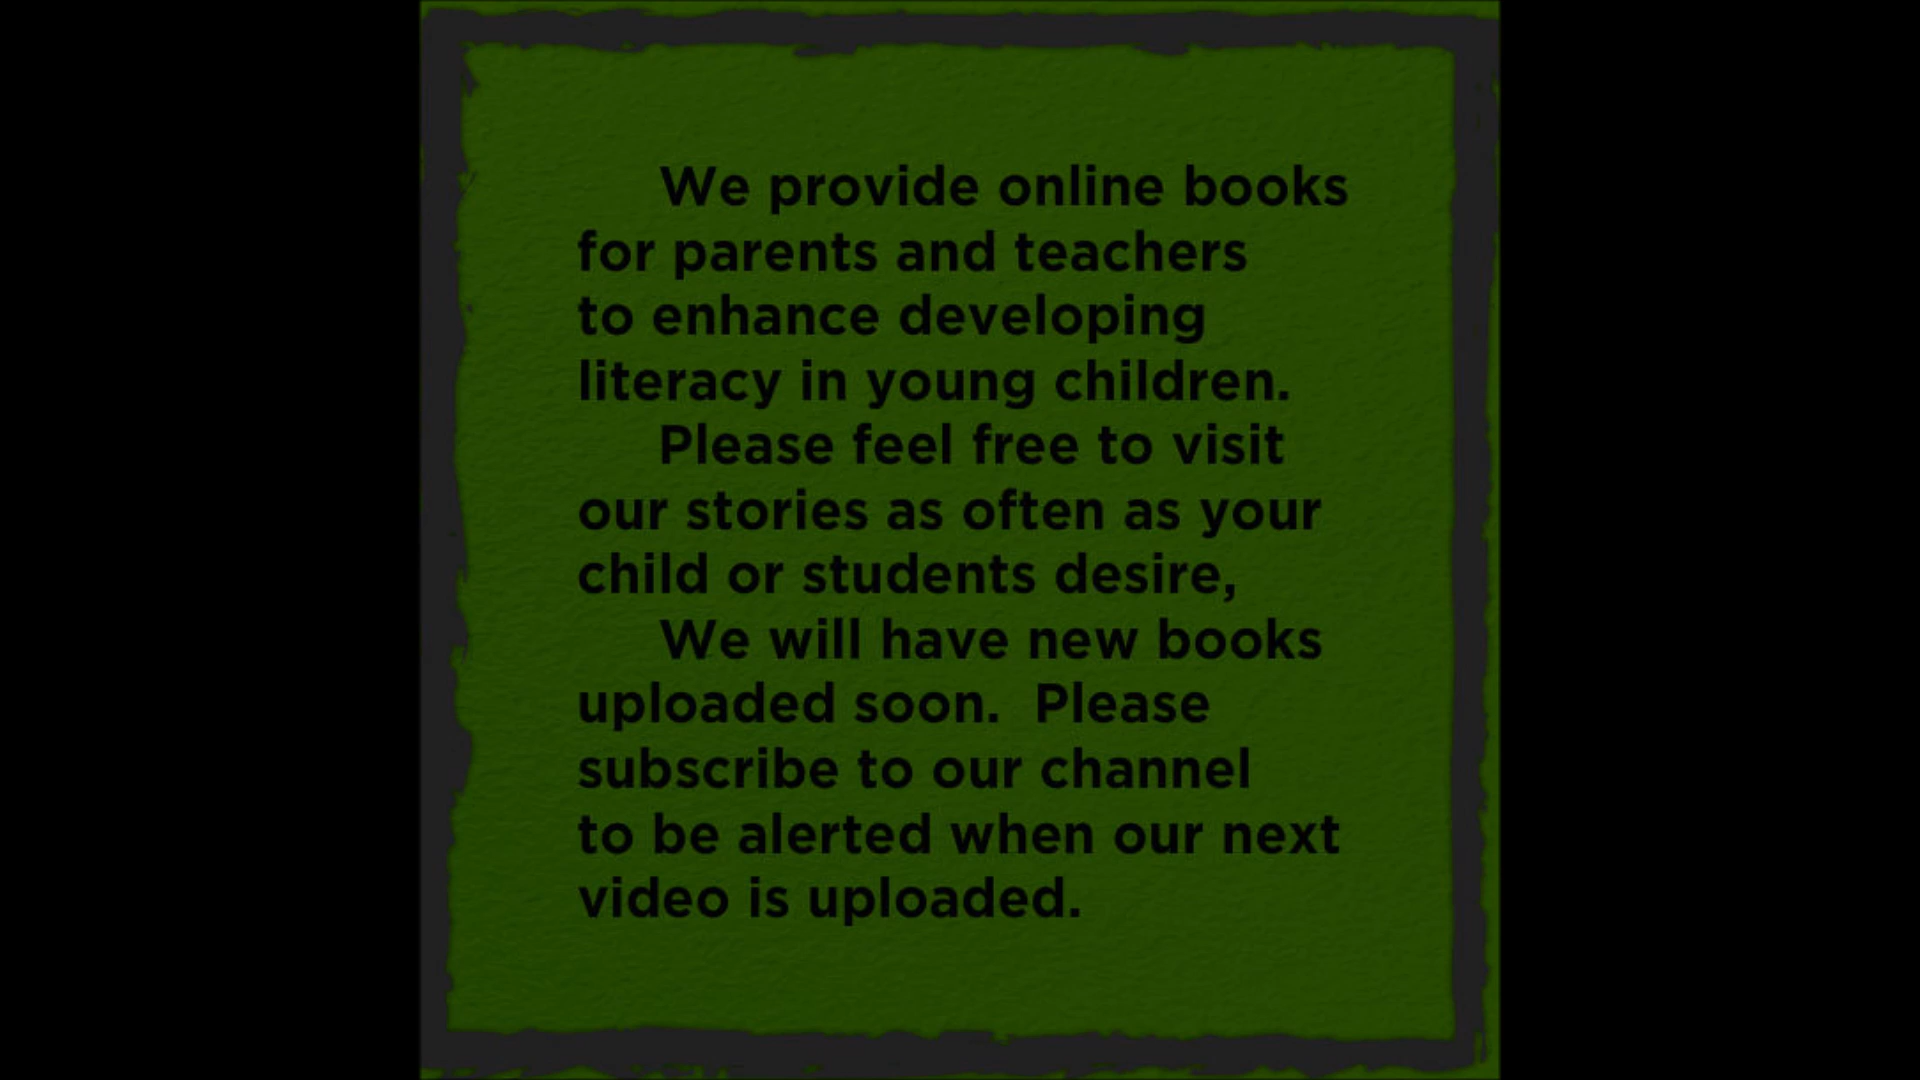 We provide online books
for parents and teachers
to enhance developing
literacy in young children.
Please feel free to visit
our stories as often as your
child or students desire,
We will have new books
uploaded soon.  Please
subscribe to our channel
to be alerted when our next
video is uploaded.